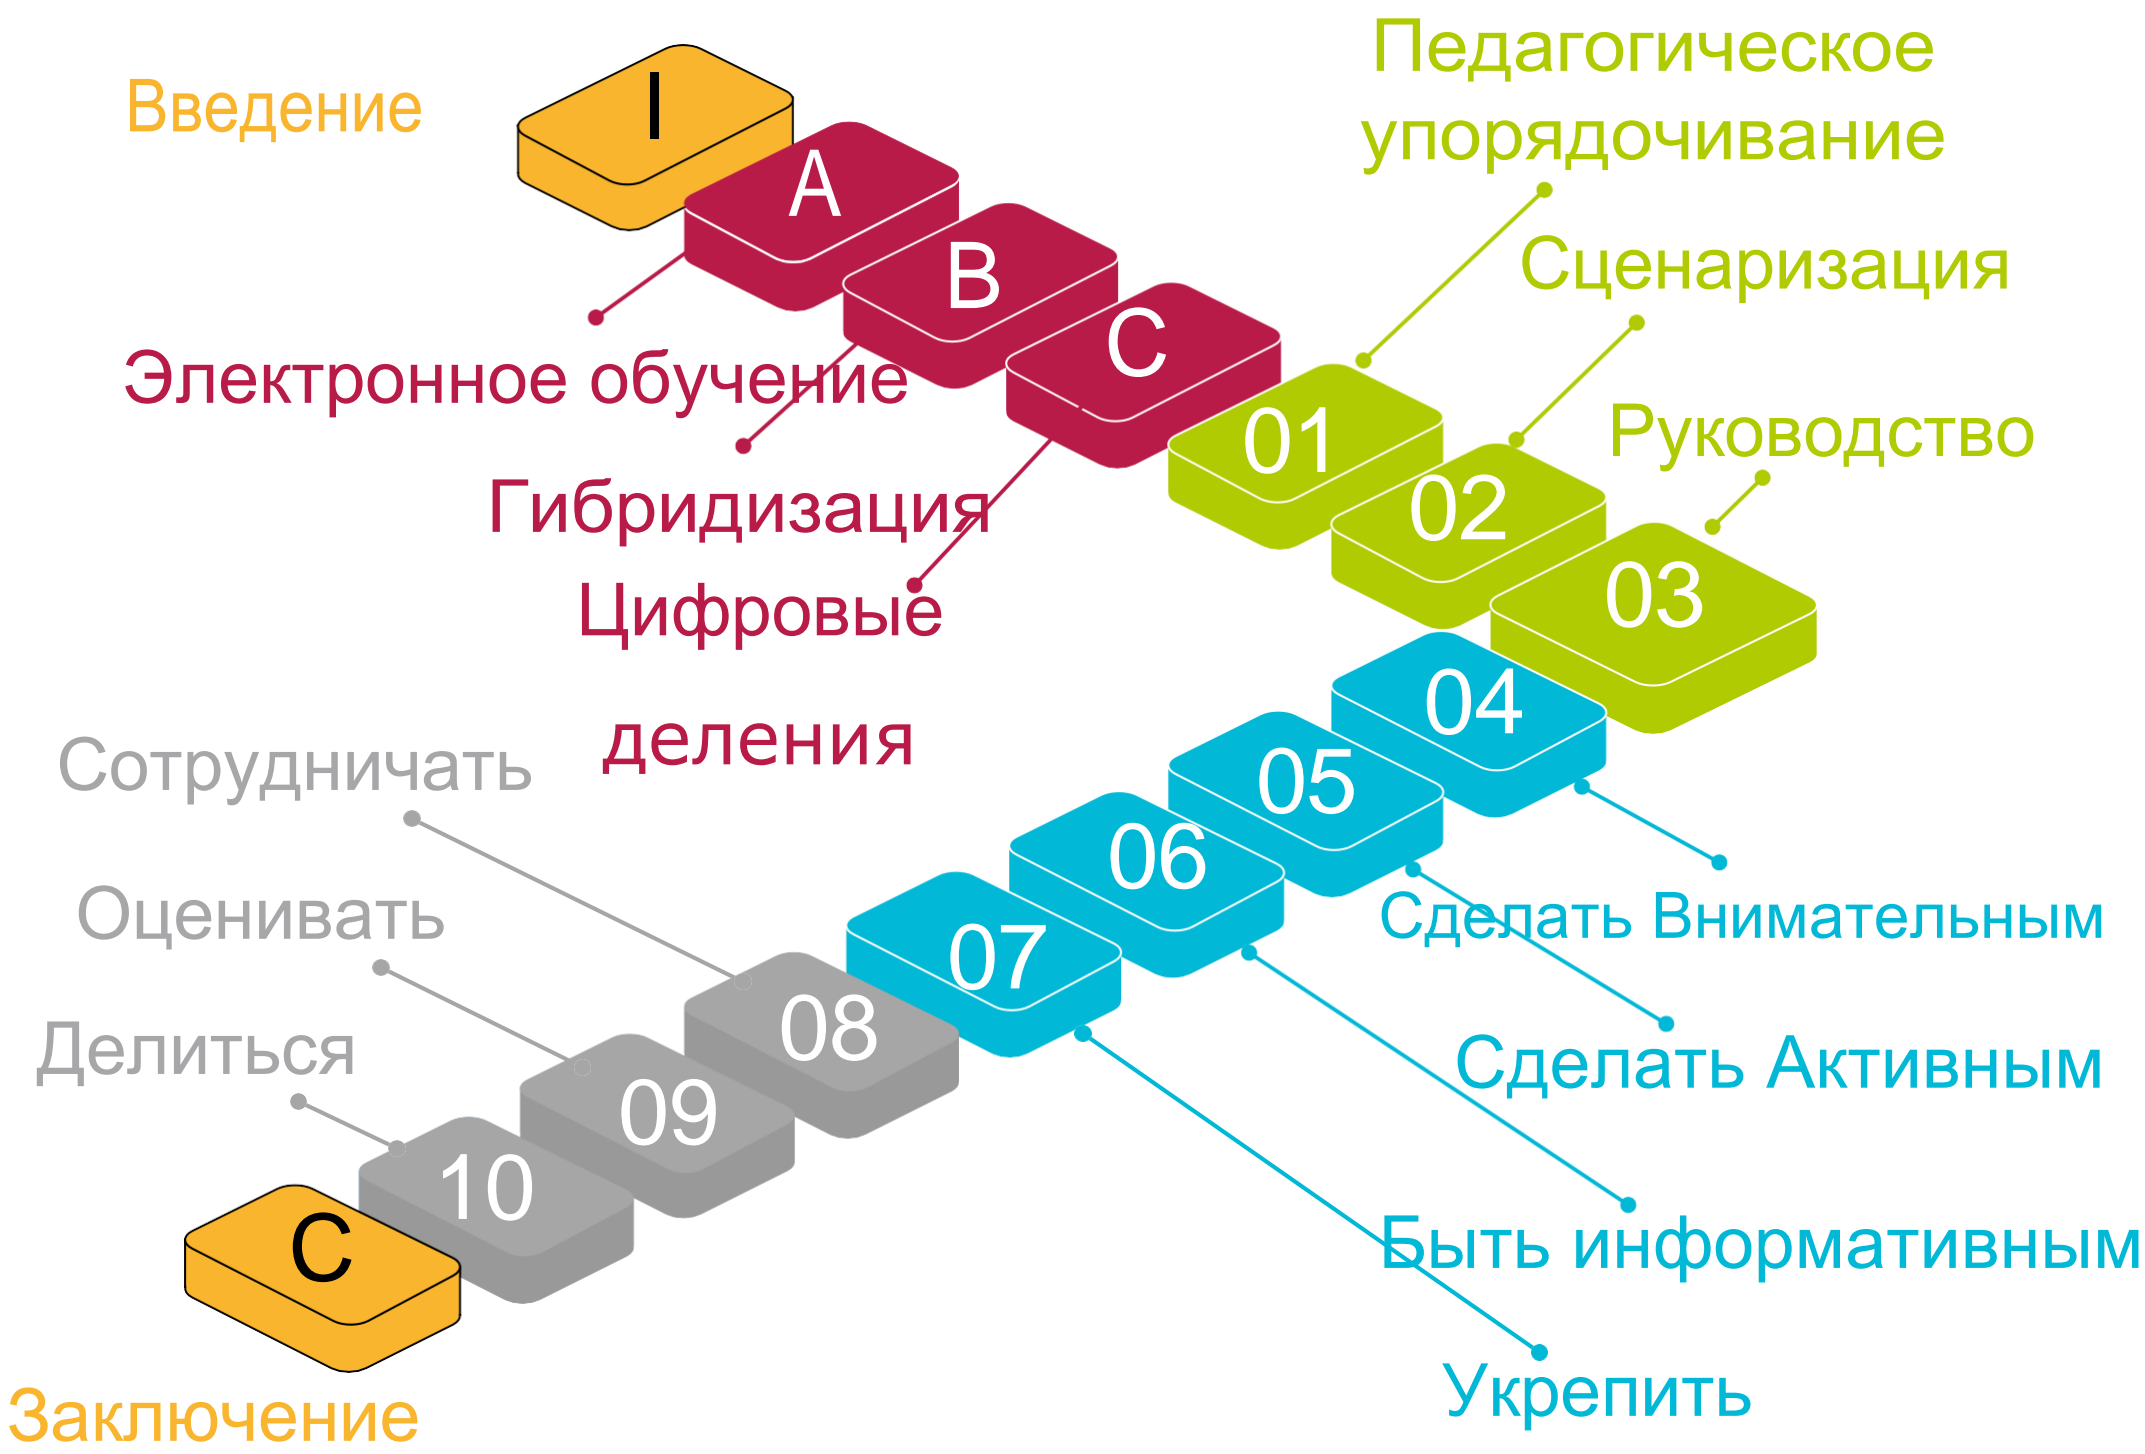 Введение
I
A
Электронное обучение
B
Гибридизация
C
Цифровые
деления
Педагогическое
упорядочивание
01
Сценаризация
02
Руководство
03
04
Сделать Внимательным
05
Сделать Активным
06
Быть информативным
07
Укрепить
Сотрудничать
08
Оценивать
09
Делиться
10
C
Заключение